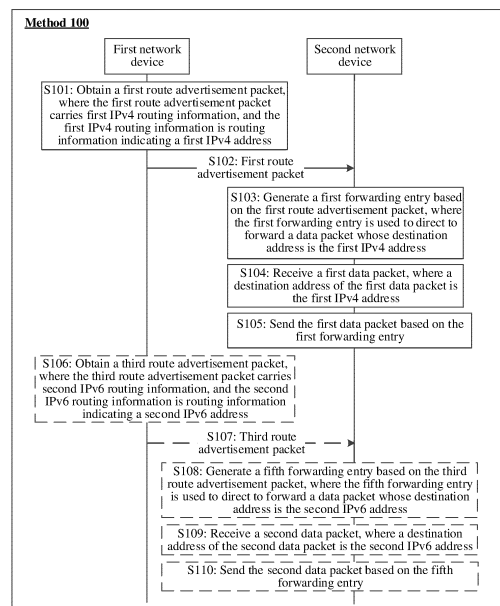 Method 100
First network
device
Second network
device
S101: Obtain a first route advertisement packet,
where the first route advertisement packet
carries first IPv4 routing information, and the
first IPv4 routing information is routing
information indicating a first IPv4 address
S102: First route
advertisement packet
S103: Generate a first forwarding entry based
on the first route advertisement packet, where
the first forwarding entry is used to direct to
forward a data packet whose destination
address is the first IPv4 address
S104: Receive a first data packet, where a
destination address of the first data packet is
the first IPv4 address
S105: Send the first data packet based on the
first forwarding entry
S106: Obtain a third route advertisement packet,
where the third route advertisement packet carries
second IPv6 routing information, and the second
IPv6 routing information is routing information
indicating a second IPv6 address
S107: Third route
advertisement packet
S108: Generate a fifth forwarding entry based on the third
route advertisement packet, where the fifth forwarding entry
is used to direct to forward a data packet whose destination
address is the second IPv6 address
S109: Receive a second data packet, where a destination
address of the second data packet is the second IPv6 address
S110: Send the second data packet based on the fifth
forwarding entry